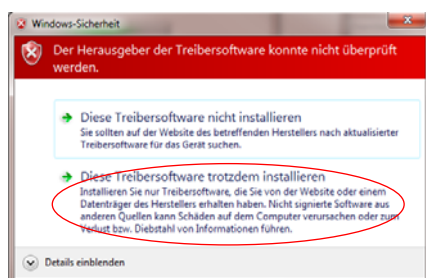 Windows-Sicherheit
Der Herausgeber der Treibersoftware konnte nicht überprüft
werden.
Diese Treibersoftware nicht installieren
Sie sollten auf der Website des betreffenden Herstellers nach aktualisierter
Treibersoftware für das Gerät suchen.
Diese Treibersoftware trotzdem installieren
Installieren Sie nur Treibersoftware, die Sie von der Website oder einem
Datenträger des Herstellers erhalten haben. Nicht signierte Software aus
anderen Quellen kann Schäden auf dem Computer verursachen oder zum
Verlust bzw. Diebstahl von Informationen führen.
Details einblenden